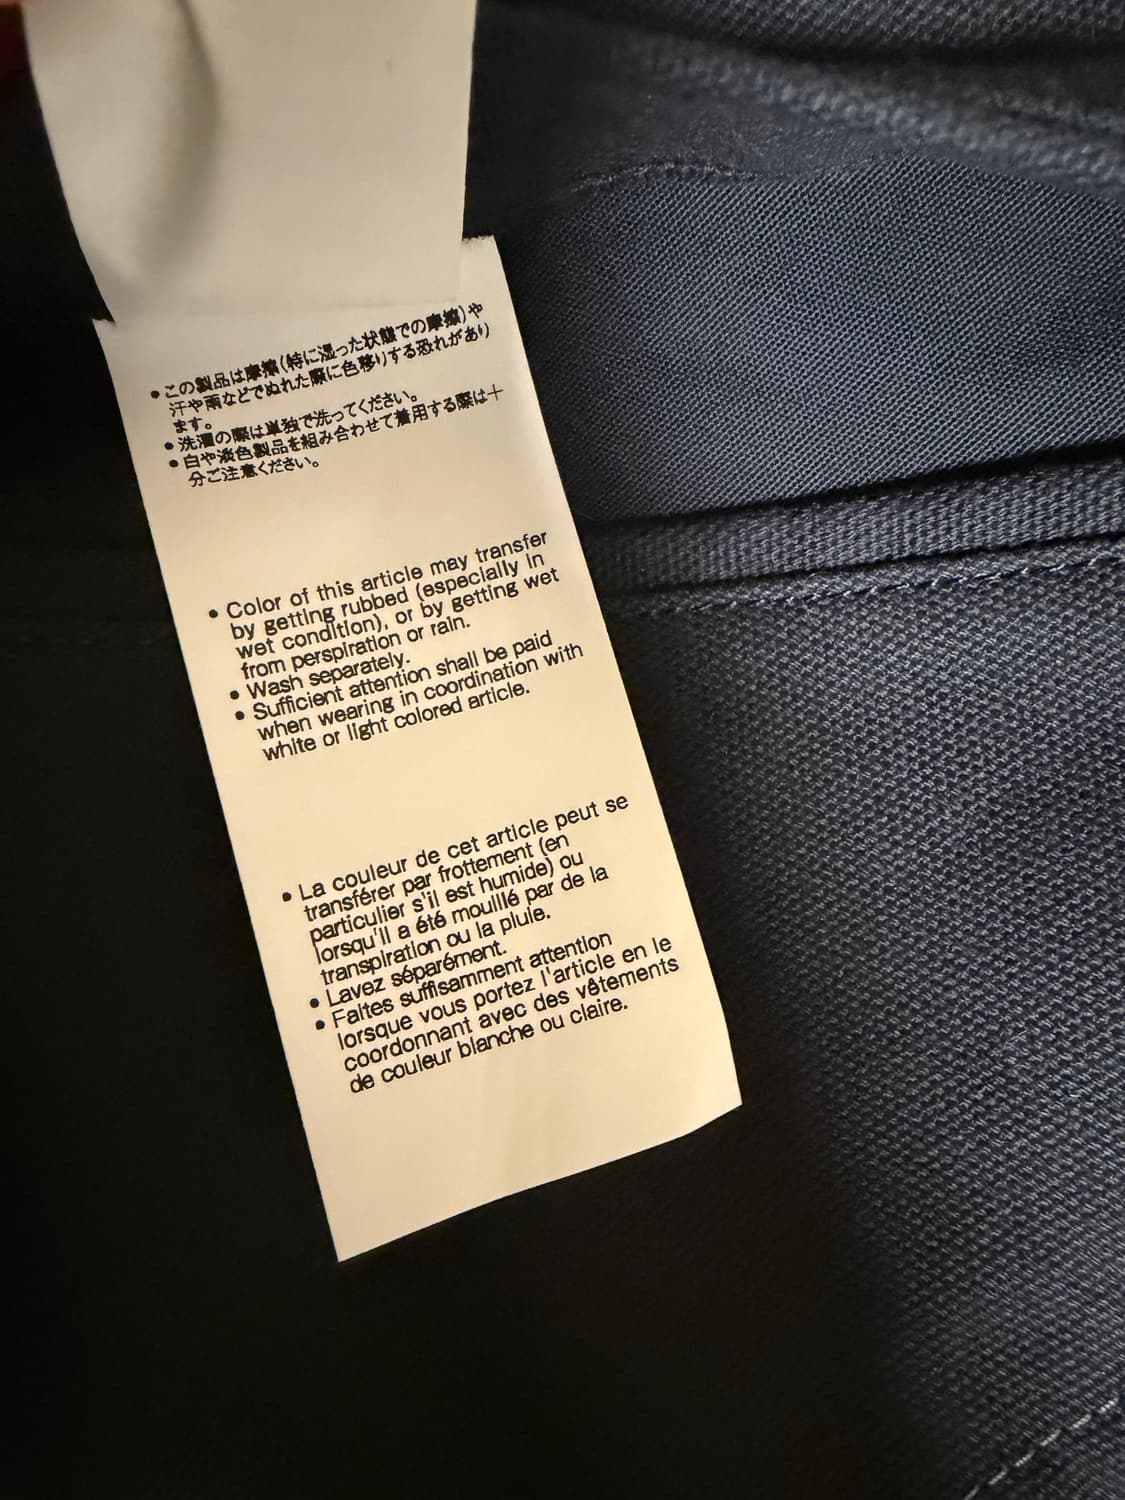 •この製品は摩擦(特に湿った状態での摩擦)や
汗や雨などでぬれた際に色移りする恐れがあり
ます。
•洗濯の際は単独で洗ってください。
•白や淡色製品を組み合わせて着用する際は十
分ご注意ください。
• Color of this article may transfer
by getting rubbed (especially in
wet condition), or by getting wet
from perspiration or rain.
• Wash separately.
• Sufficient attention shall be paid
when wearing in coordination with
white or light colored article.
• La couleur de cet article peut se
transférer par frottement (en
particulier s'il est humide) ou
lorsqu'il a été mouillé par de la
transpiration ou la pluie.
• Lavez séparément.
• Faites suffisamment attention
lorsque vous portez l'article en le
coordonnant avec des vêtements
de couleur blanche ou claire.